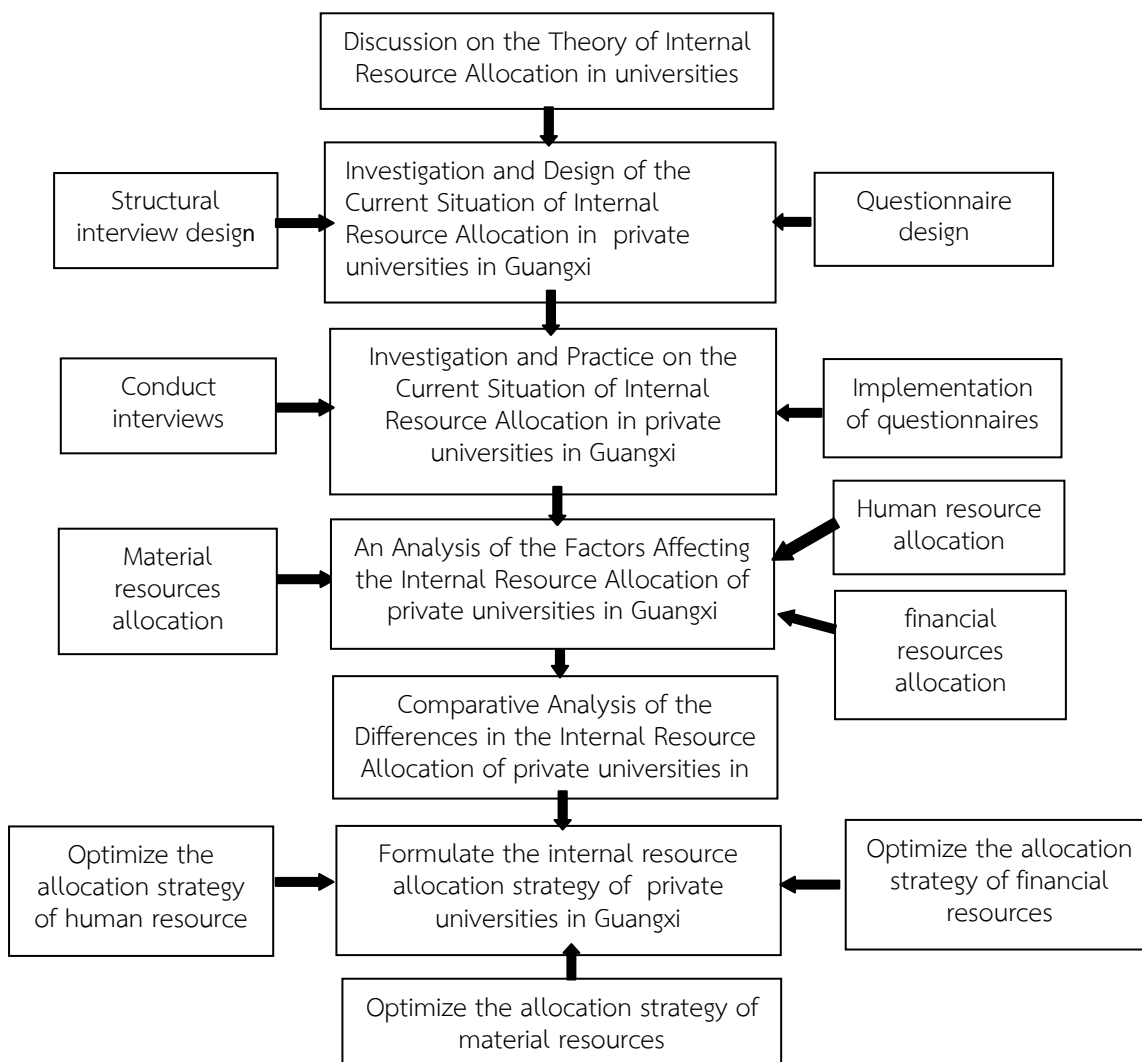 Discussion on the Theory of Internal
Resource Allocation in universities
Structural
interview design
Investigation and Design of the
Current Situation of Internal
Resource Allocation in private
universities in Guangxi
Questionnaire
design
Conduct
interviews
Investigation and Practice on the
Current Situation of Internal
Resource Allocation in private
universities in Guangxi
Implementation
of questionnaires
Material
resources
allocation
An Analysis of the Factors Affecting
the Internal Resource Allocation of
private universities in Guangxi
Human resource
allocation
financial
resources
allocation
Comparative Analysis of the
Differences in the Internal Resource
Allocation of private universities in
Optimize the
allocation strategy
of human resource
Formulate the internal resource
allocation strategy of private
universities in Guangxi
Optimize the allocation
strategy of financial
resources
Optimize the allocation strategy of
material resources